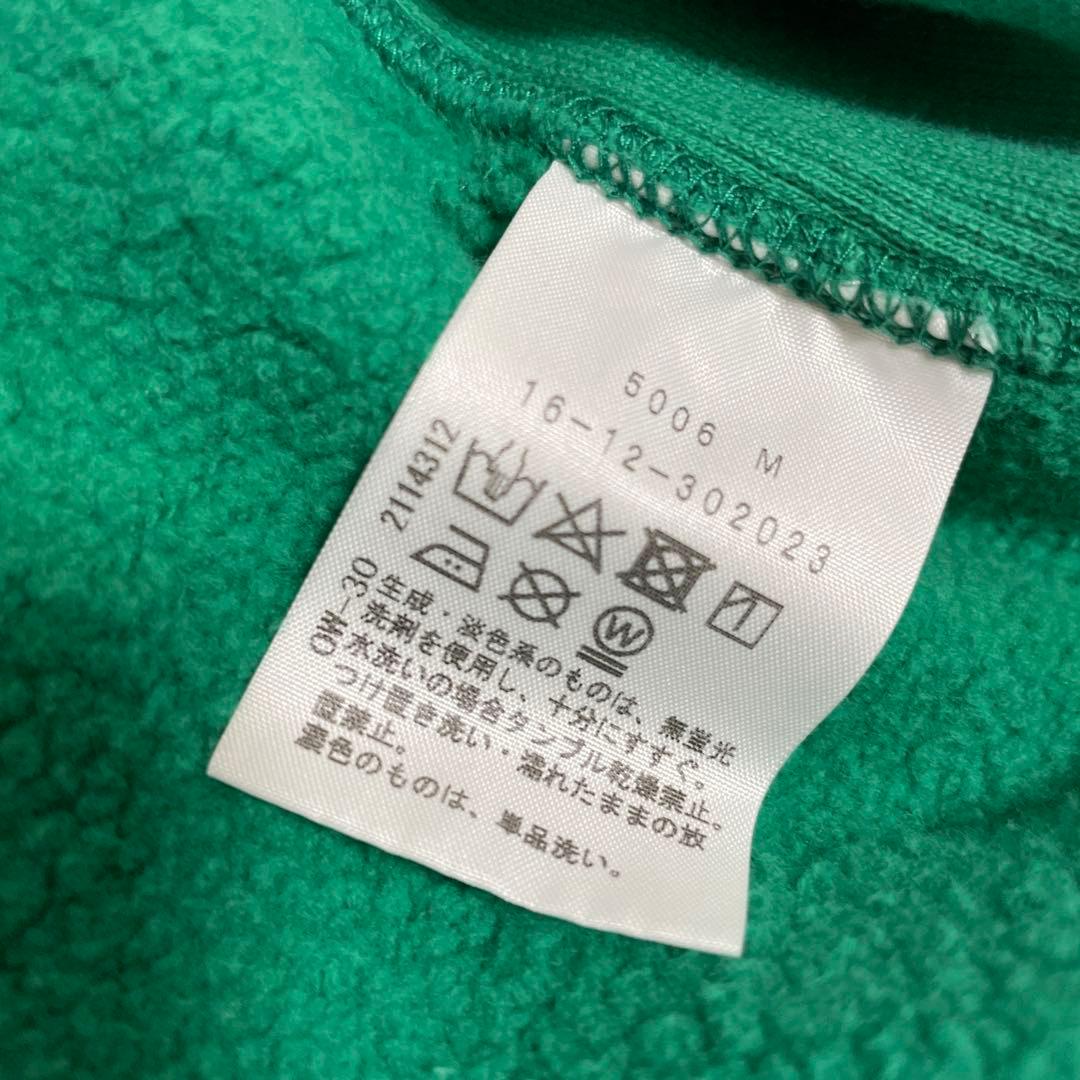 5006 M
16-12-302023
2114312
W
OW-30
生成・淡色系のものは、無蛍光
洗剤を使用し、十分にすすぐ。
水洗いの場合タンブル乾燥禁止。
つけ置き洗い・濡れたままの放
置禁止。
濃色のものは、単品洗い。